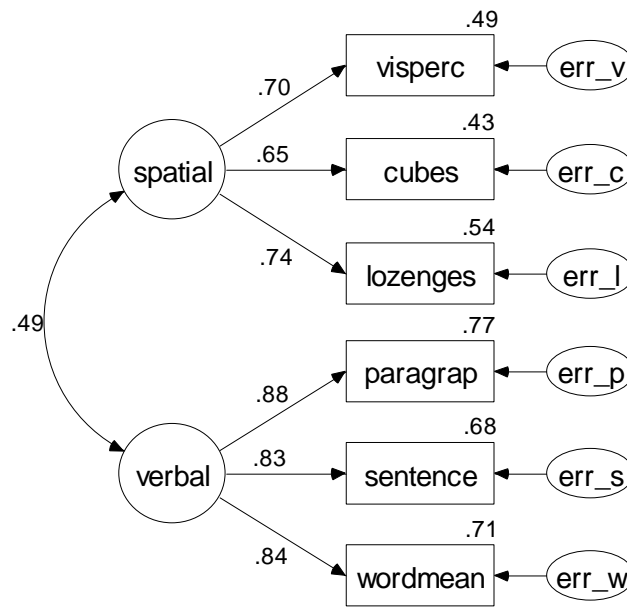 .49
visperc
err_v
.70
.43
.65
spatial
cubes
err_c
.54
.74
lozenges
err_l
.49
.77
paragrap
err_p
.88
.68
.83
verbal
sentence
err_s
.71
.84
wordmean
err_w